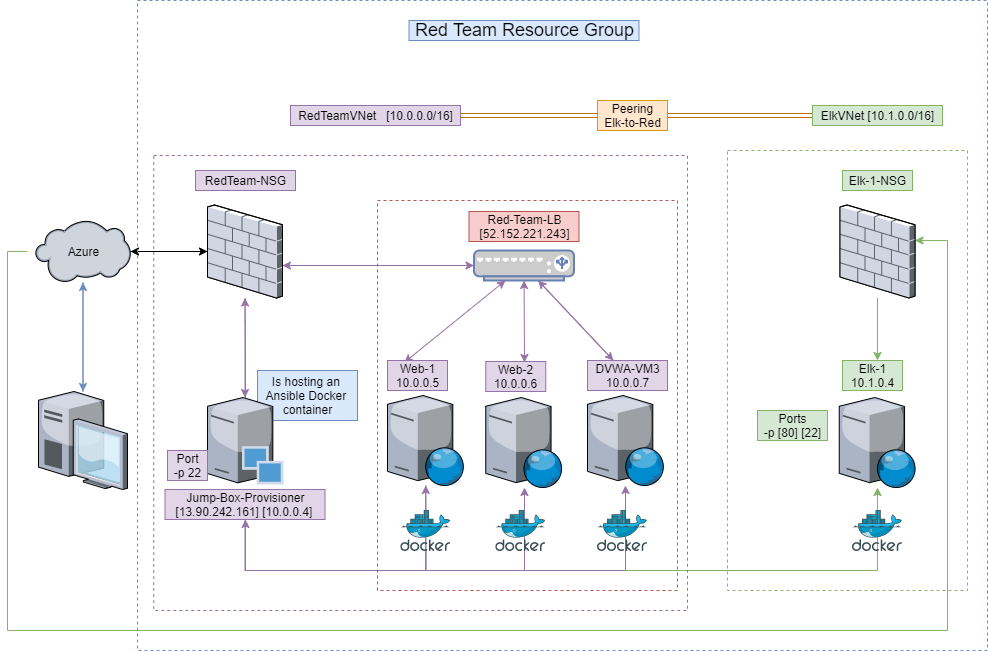 Red Team Resource Group
RedTeamVNet [10.0.0.0/16]
Peering
Elk-to-Red
ElkVNet [10.1.0.0/16]
RedTeam-NSG
Elk-1-NSG
Red-Team-LB
[52.152.221.243]
Azure
Web-1
10.0.0.5
Web-2
10.0.0.6
DVWA-VM3
10.0.0.7
Elk-1
10.1.0.4
Is hosting an
Ansible Docker
container
Ports
-p [80] [22]
Port
-p 22
Jump-Box-Provisioner
[13.90.242.161] [10.0.0.4]
docker
docker
docker
docker